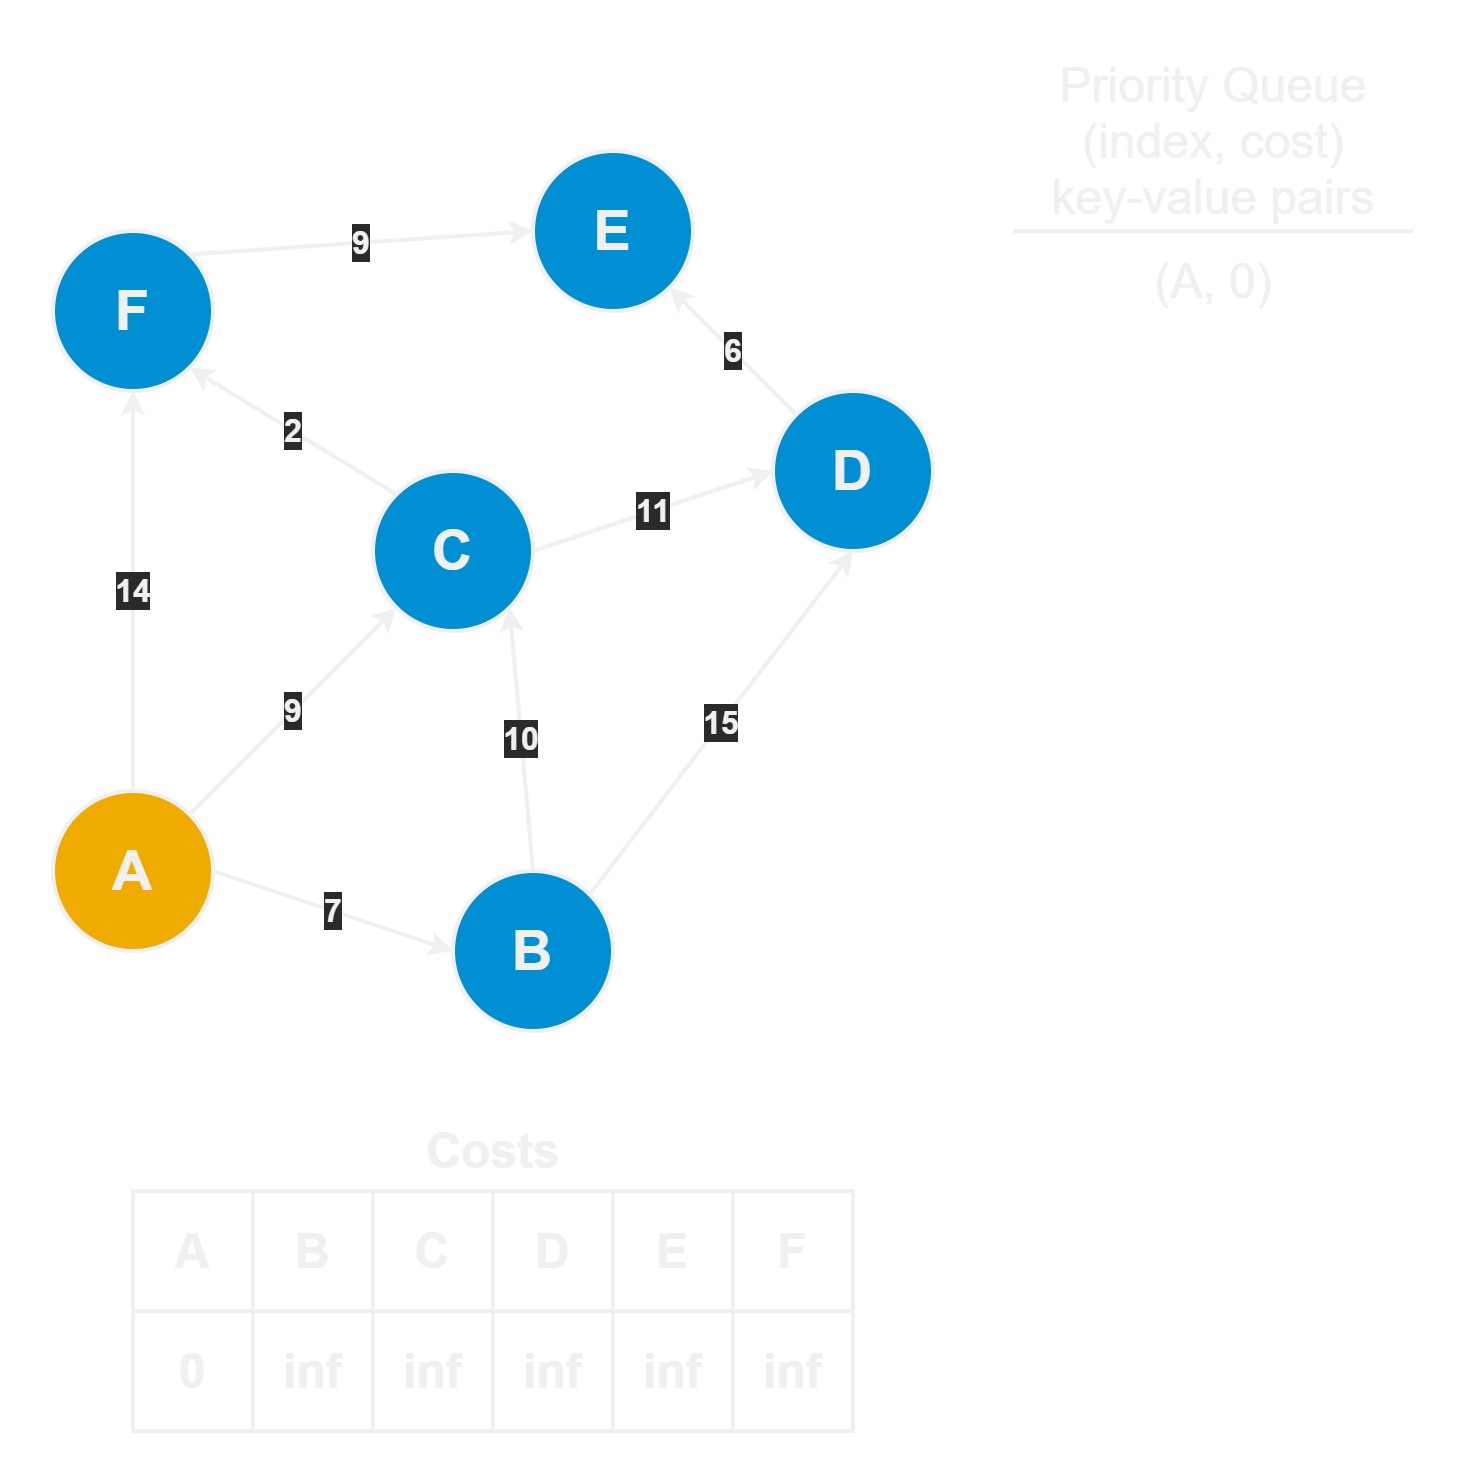 Priority Queue
(index, cost)
key-value pairs
(A, 0)
E
9
F
6
2
D
11
C
14
9
10
15
A
7
B
Costs
A B C D E F
0 inf inf inf inf inf